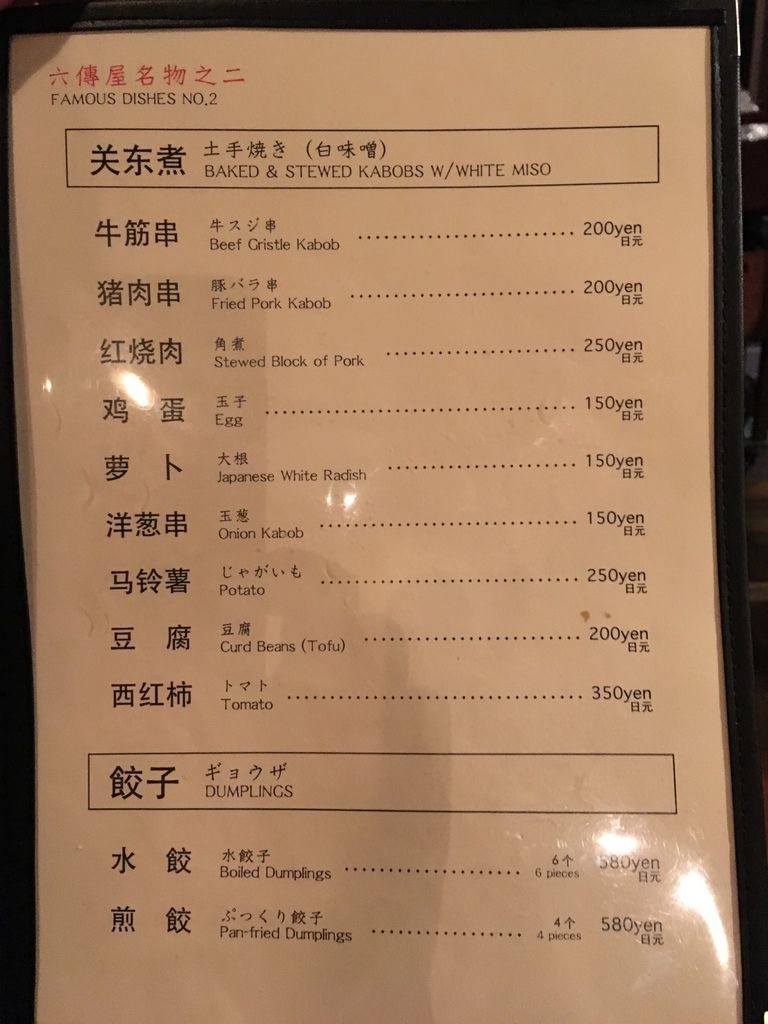 六傳屋名物之二
FAMOUS DISHES NO.2
关东煮 土手焼き (白味噌)
BAKED & STEWED KABOBS W/WHITE MISO
牛筋串 牛スジ串
Beef Gristle Kabob 200yen
日元
猪肉串 豚バラ串
Fried Pork Kabob 200yen
日元
红烧肉 角煮
Stewed Block of Pork 250yen
日元
鸡 蛋 玉子
Egg 150yen
日元
萝 卜 大根
Japanese White Radish 150yen
日元
洋葱串 玉葱
Onion Kabob 150yen
日元
马铃薯 じゃがいも
Potato 250yen
日元
豆 腐 豆腐
Curd Beans (Tofu) 200yen
日元
西红柿 トマト
Tomato 350yen
日元
餃子 ギョウザ
DUMPLINGS
水 餃 水餃子
Boiled Dumplings 6个 580yen
6 pieces 日元
煎 餃 ぷっくり餃子
Pan-fried Dumplings 4个 580yen
4 pieces 日元